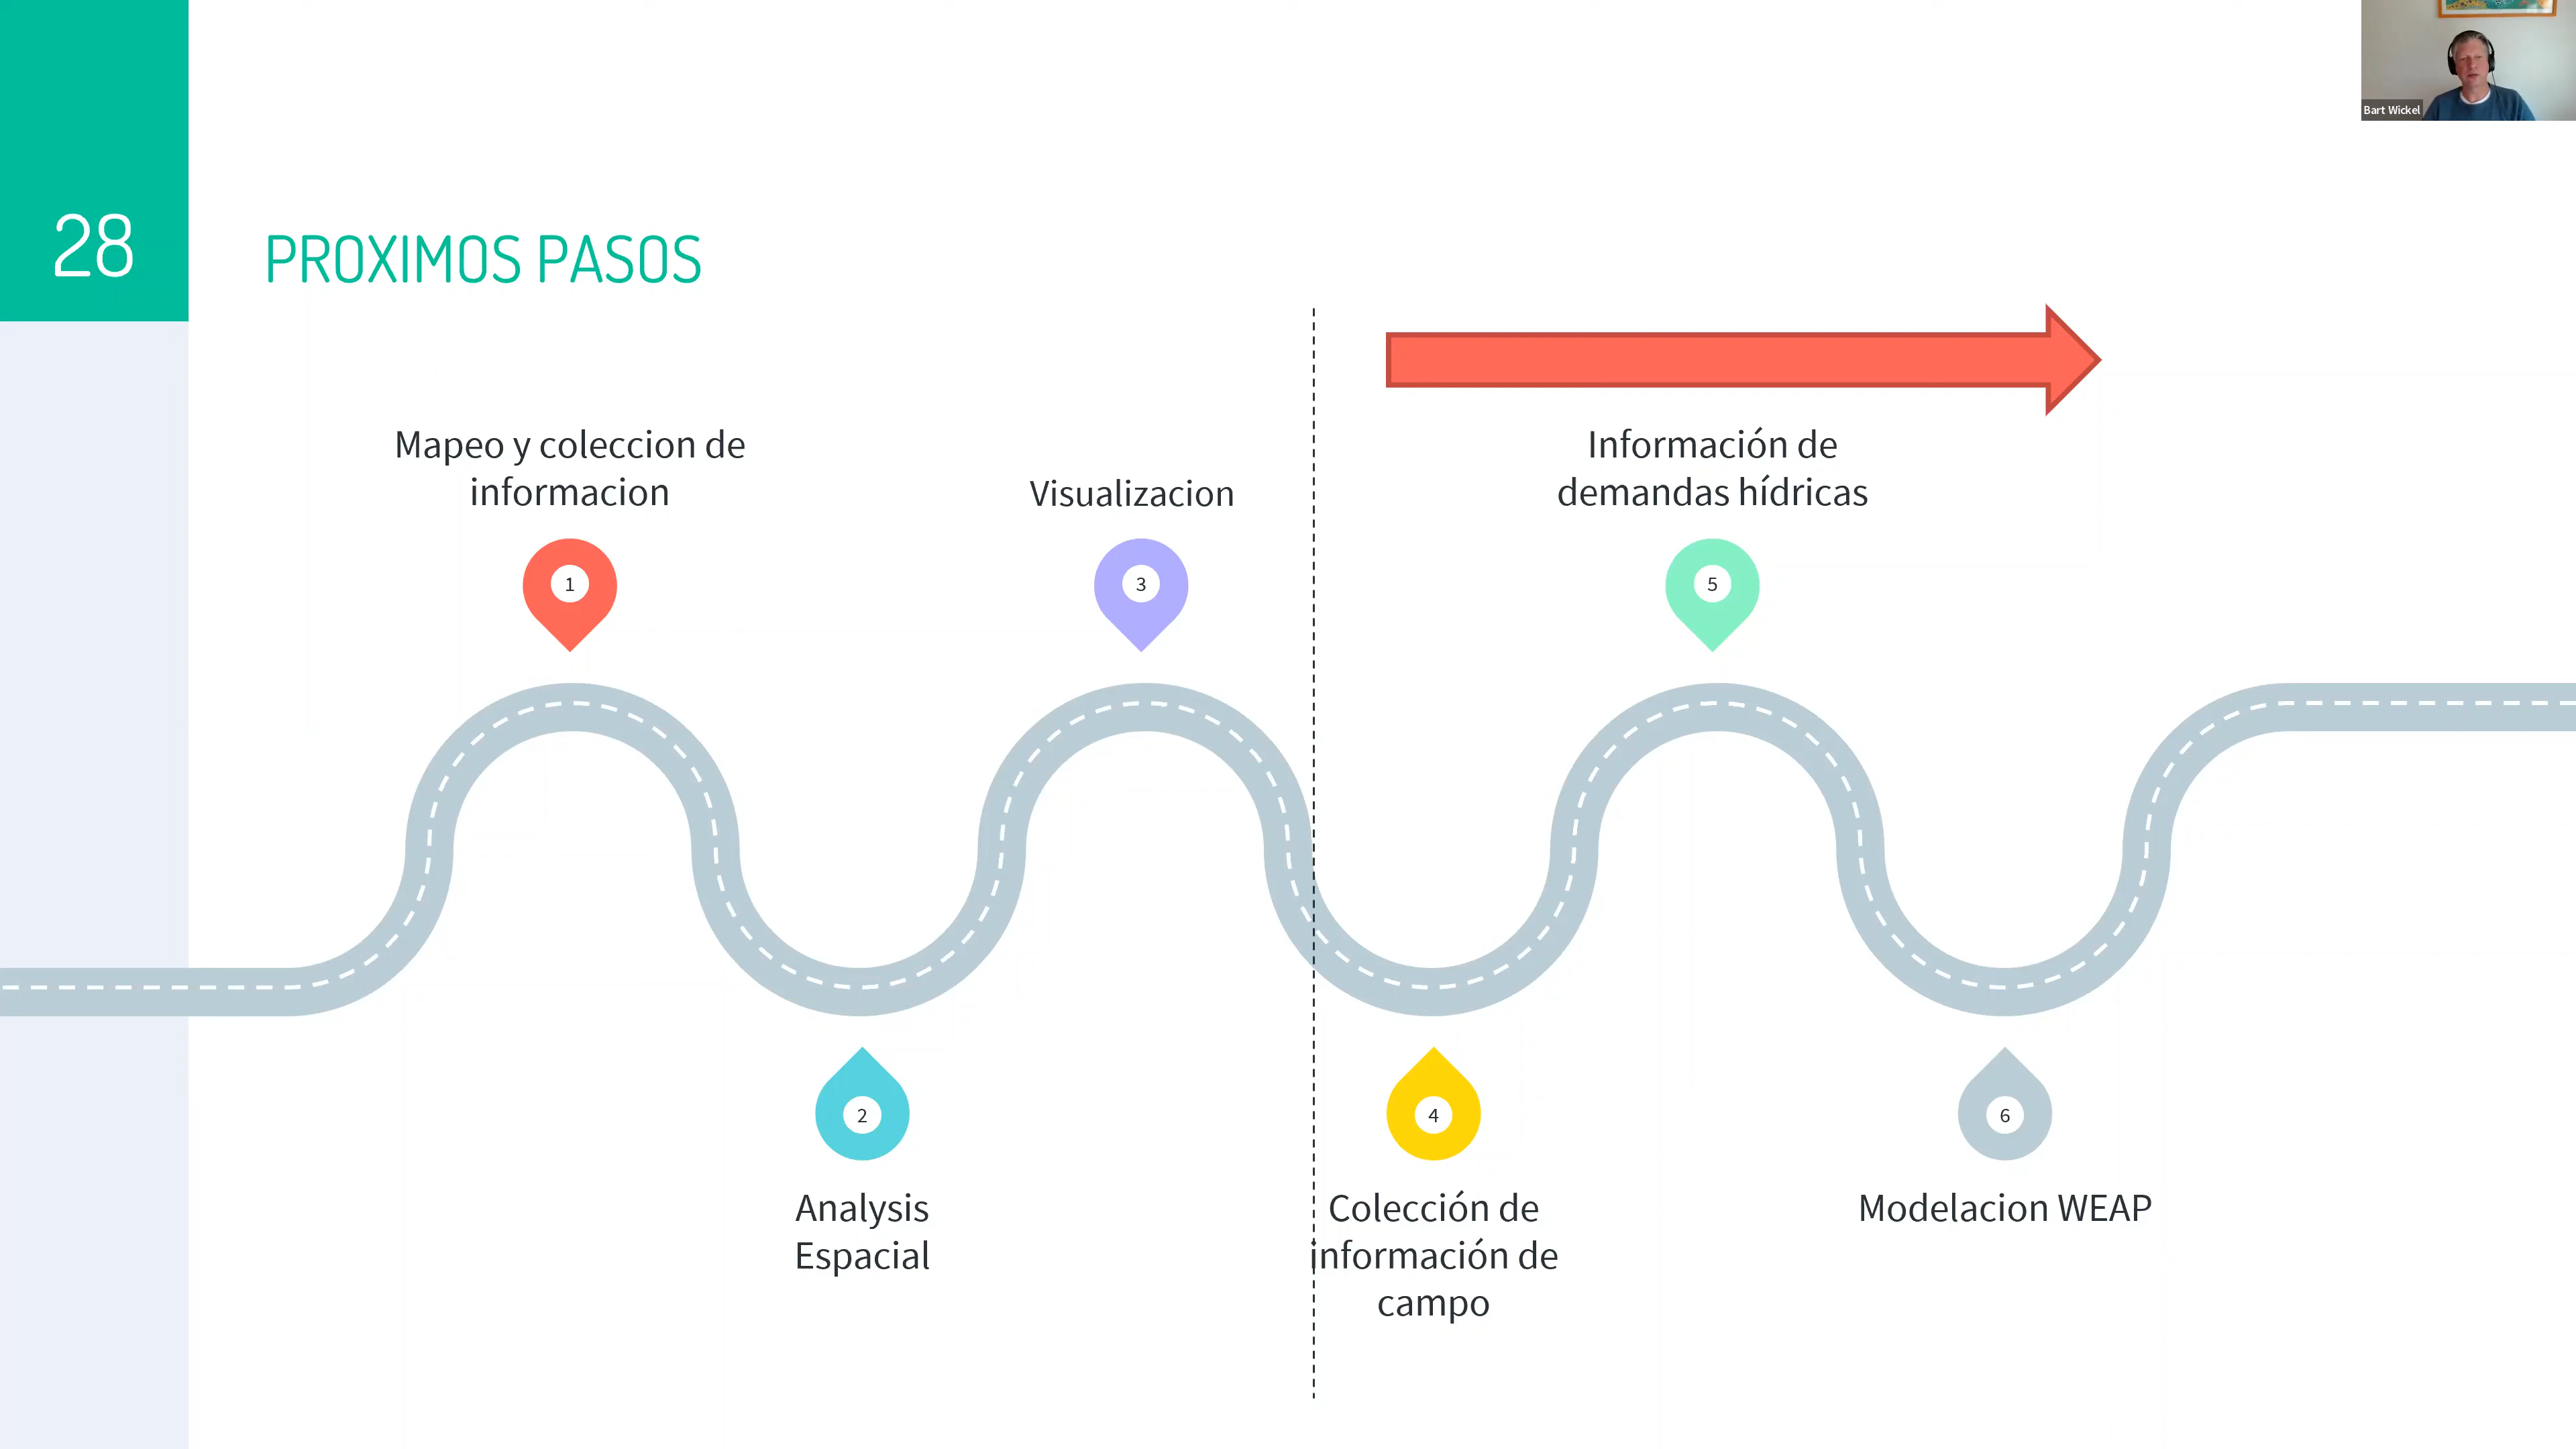 Bart Wickel
28
PROXIMOS PASOS
Mapeo y coleccion de
informacion
Visualizacion
Información de
demandas hídricas
1
3
5
2
4
6
Analysis
Espacial
Colección de
información de
campo
Modelacion WEAP